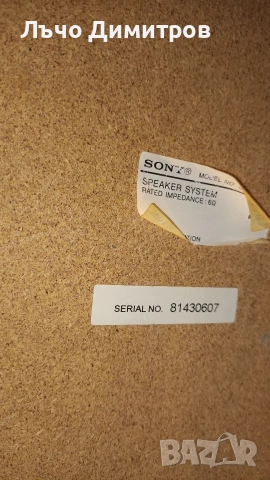 Лъчо Димитров
SONY®
MODEL NO.
SPEAKER SYSTEM
RATED IMPEDANCE: 6Ω
SERIAL NO. 81430607
BAZAR